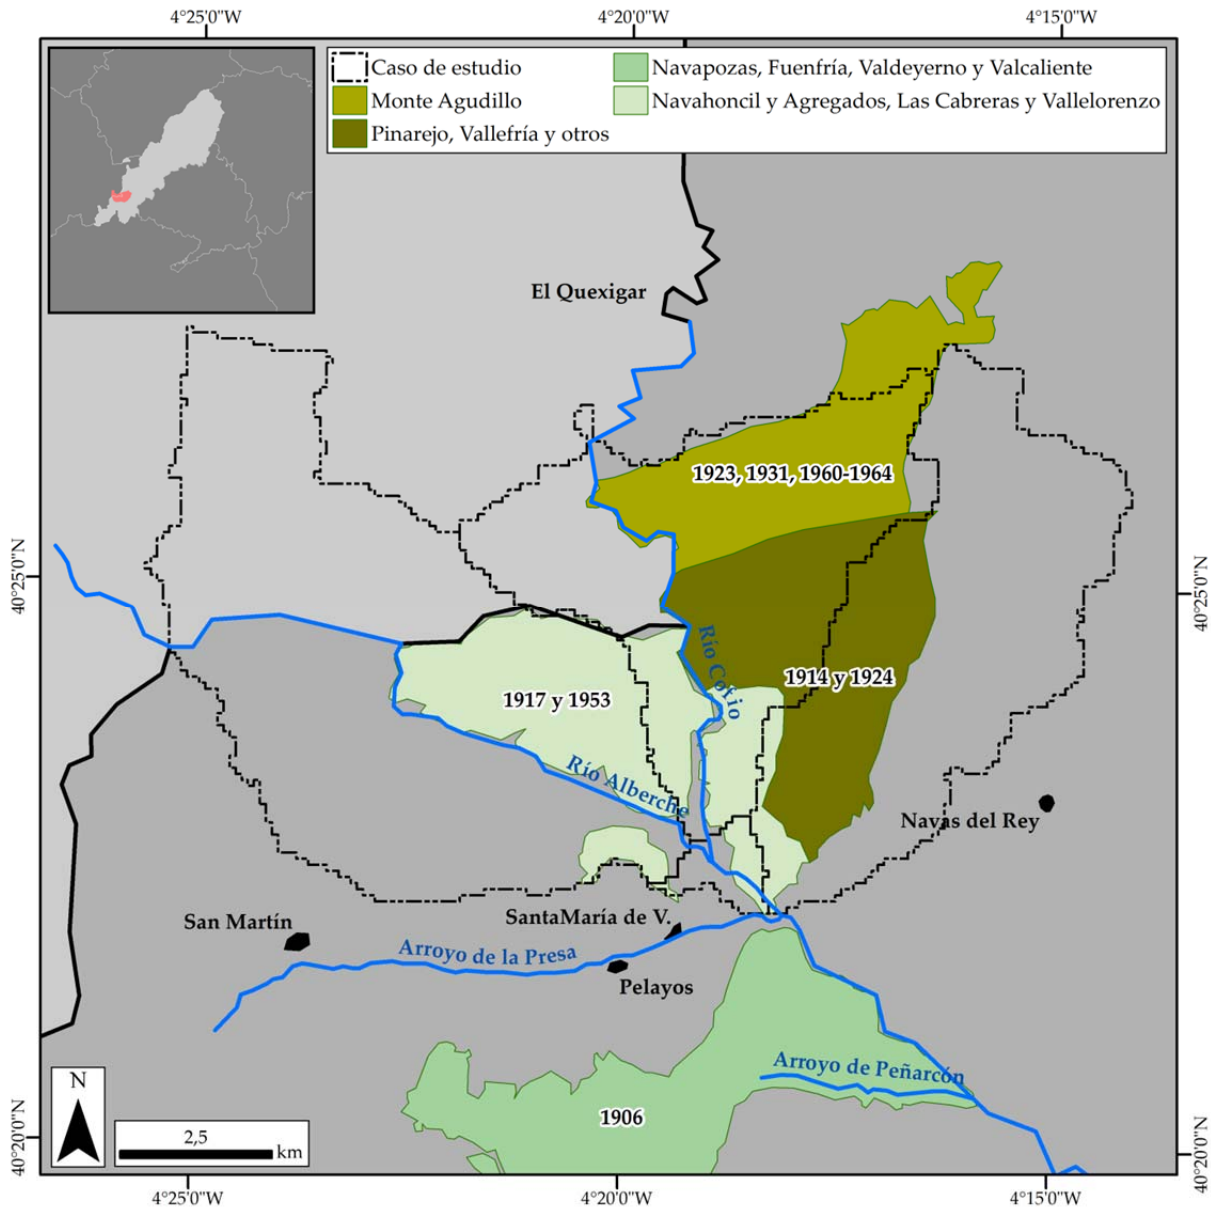 4°25'0"W 4°20'0"W 4°15'0"W
Caso de estudio
Monte Agudillo
Pinarejo, Vallefría y otros
Navapozas, Fuenfría, Valdeyerno y Valcaliente
Navahoncil y Agregados, Las Cabreras y Vallelorenzo
El Quexigar
1923, 1931, 1960-1964
40°25'0"N
40°25'0"N
Río Cofio
1914 y 1924
1917 y 1953
Río Alberche
Navas del Rey
San Martín
SantaMaría de V.
Arroyo de la Presa
Pelayos
Arroyo de Peñarcón
1906
N
2,5
km
40°20'0"N
40°20'0"N
4°25'0"W 4°20'0"W 4°15'0"W